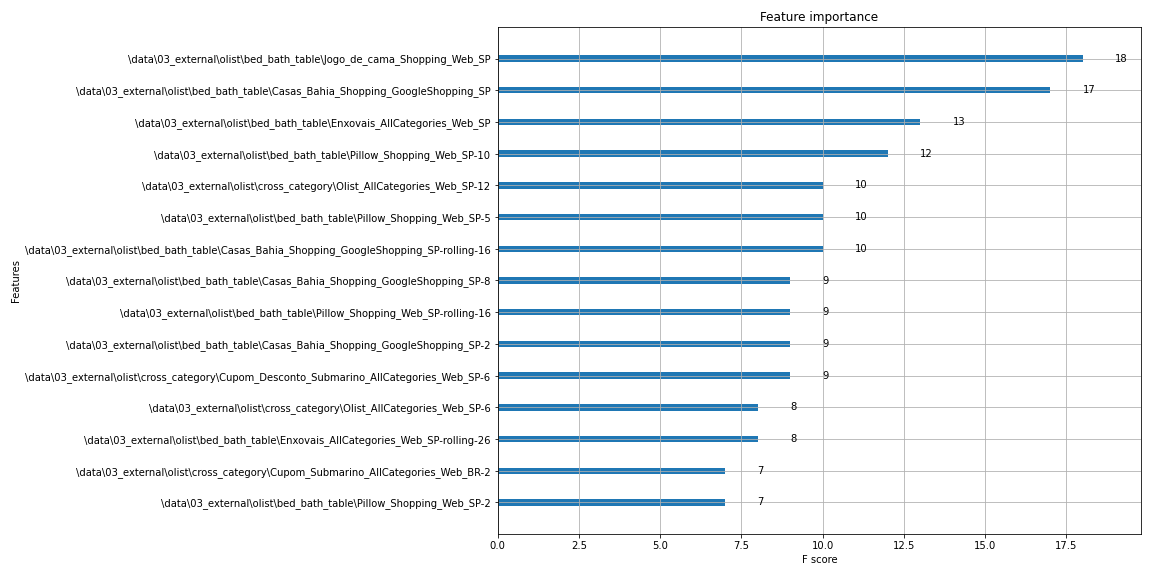 Feature importance
\data\03_external\olist\bed_bath_table\Jogo_de_cama_Shopping_Web_SP
18
\data\03_external\olist\bed_bath_table\Casas_Bahia_Shopping_GoogleShopping_SP
17
\data\03_external\olist\bed_bath_table\Enxovais_AllCategories_Web_SP
13
\data\03_external\olist\bed_bath_table\Pillow_Shopping_Web_SP-10
12
\data\03_external\olist\cross_category\Olist_AllCategories_Web_SP-12
10
\data\03_external\olist\bed_bath_table\Pillow_Shopping_Web_SP-5
10
\data\03_external\olist\bed_bath_table\Casas_Bahia_Shopping_GoogleShopping_SP-rolling-16
10
\data\03_external\olist\bed_bath_table\Casas_Bahia_Shopping_GoogleShopping_SP-8
9
\data\03_external\olist\bed_bath_table\Pillow_Shopping_Web_SP-rolling-16
9
\data\03_external\olist\bed_bath_table\Casas_Bahia_Shopping_GoogleShopping_SP-2
9
\data\03_external\olist\cross_category\Cupom_Desconto_Submarino_AllCategories_Web_SP-6
9
\data\03_external\olist\cross_category\Olist_AllCategories_Web_SP-6
8
\data\03_external\olist\bed_bath_table\Enxovais_AllCategories_Web_SP-rolling-26
8
\data\03_external\olist\cross_category\Cupom_Submarino_AllCategories_Web_BR-2
7
\data\03_external\olist\bed_bath_table\Pillow_Shopping_Web_SP-2
7
Features
0.0 2.5 5.0 7.5 10.0 12.5 15.0 17.5
F score